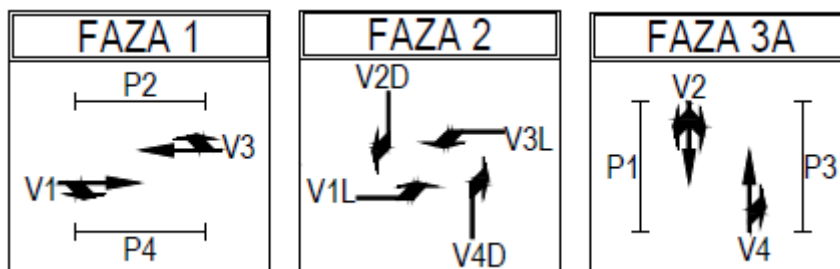 FAZA 1
P2
V3
V1
P4
FAZA 2
V2D
V3L
V1L
V4D
FAZA 3A
V2
P1
P3
V4